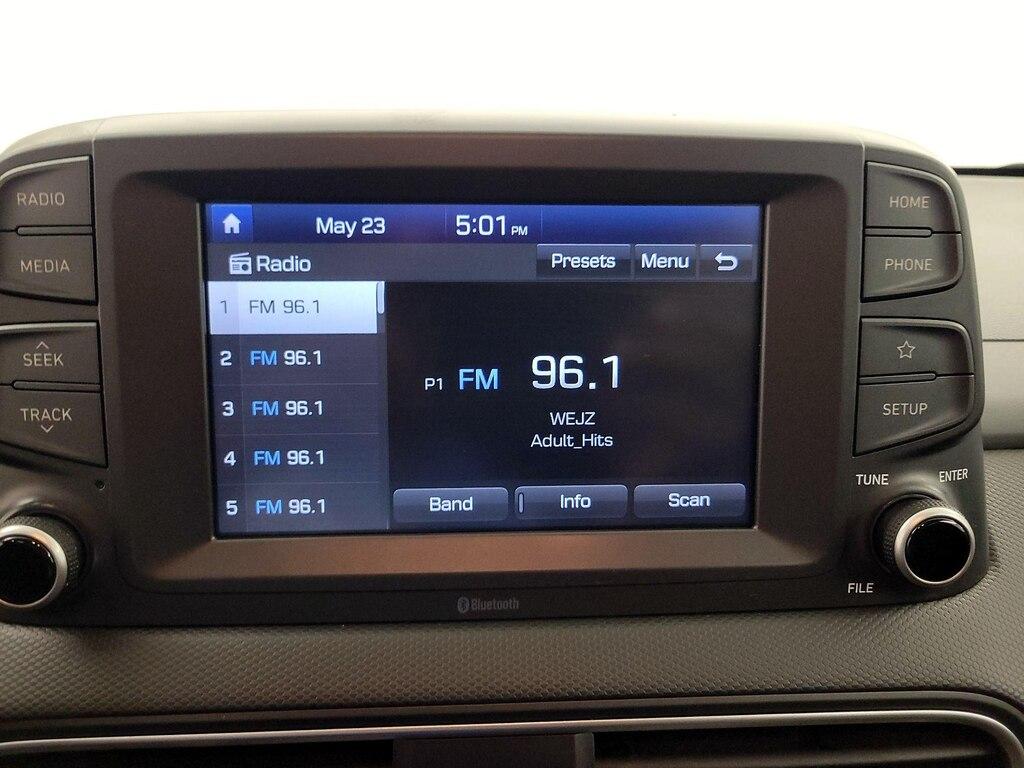 RADIO
MEDIA
SEEK
TRACK
May 23 5:01 PM
Radio Presets Menu
1 FM 96.1
2 FM 96.1
3 FM 96.1
4 FM 96.1
5 FM 96.1
P1 FM 96.1
WEJZ
Adult_Hits
Band Info Scan
HOME
PHONE
SETUP
TUNE ENTER
FILE
Bluetooth